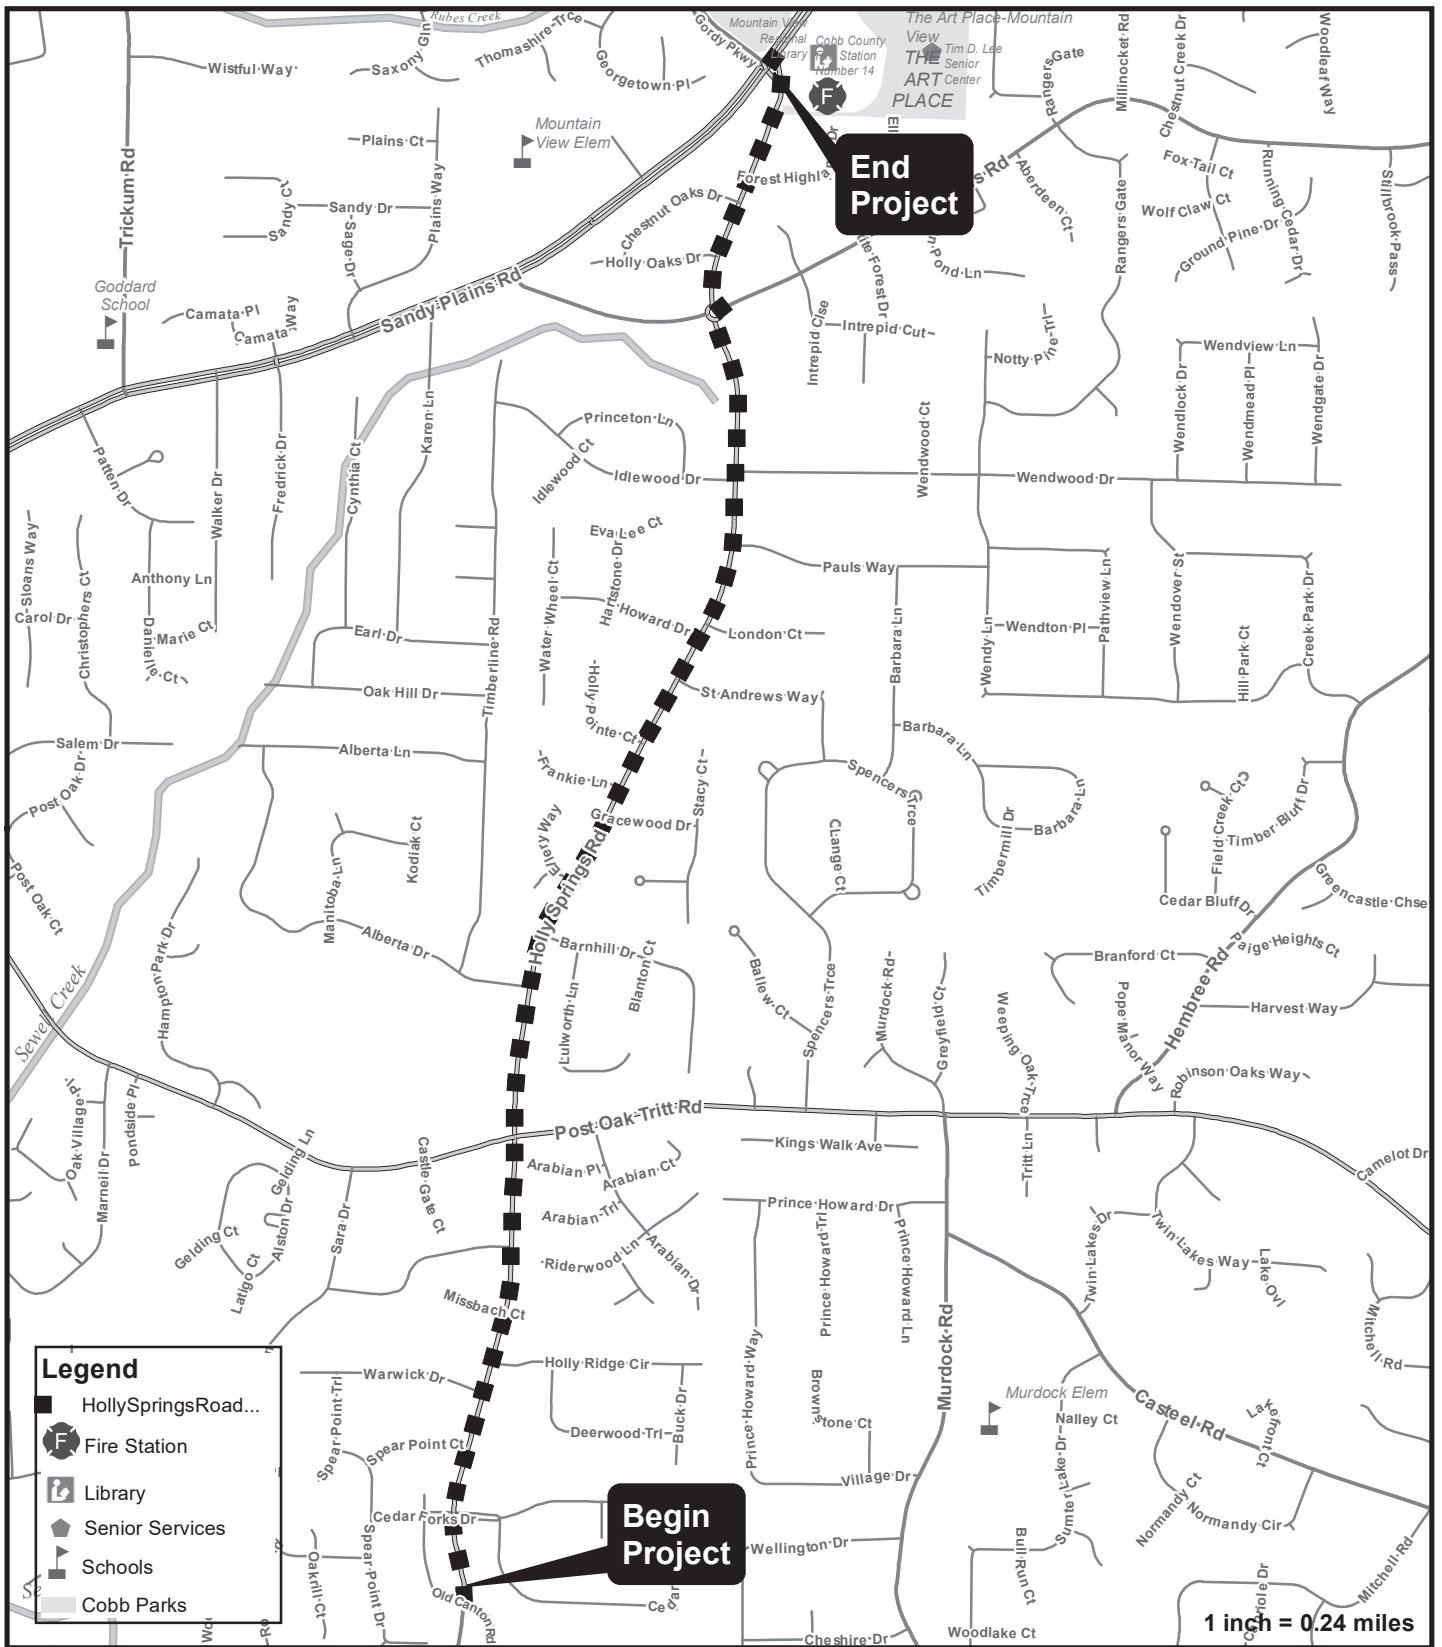 Rubes Creek
Thomashire-Trce
Saxony Gln
Wistful Way
Georgetown Pl
Gordy Pkwy
Mountain View
Regional
Library
Cobb County
Fire Station
Number 14
The Art Place-Mountain
View
THE
ART
PLACE
Tim D. Lee
Senior
Center
F
Rangers Gate
Millinocket Rd
Chestnut Creek Dr
Woodleaf Way
Trickum Rd
Plains Ct
Mountain
View Elem
Plains Way
Sandy Ct
Sandy Dr
Sage Dr
Chestnut Oaks Dr
Holly Oaks Dr
End
Project
s Rd
Aberdeen Ct
Rangers Gate
Fox Tail Ct
Wolf Claw Ct
Ground Pine Dr
Running Cedar Dr
Stillbrook Pass
Goddard
School
Camata Pl
Camata Way
Sandy Plains Rd
Intrepid Clse
Intrepid Cut
Notty Pine Trl
Wendview Ln
Wendlock Dr
Wendmead Pl
Wendgate Dr
Patten Dr
Walker Dr
Fredrick Dr
Cynthia Ct
Karen Ln
Princeton Ln
Idlewood Ct
Idlewood Dr
Wendwood Ct
Wendwood Dr
Sloans Way
Carol Dr
Christophers Ct
Anthony Ln
Danielle Ct
Marie Ct
Earl Dr
Oak Hill Dr
Timberline Rd
Water Wheel Ct
Eva Lee Ct
Hartstone Dr
Howard Dr
London Ct
Pauls Way
Barbara Ln
Wendy Ln
Wendton Pl
Pathview Ln
Wendover St
Hill Park Ct
Creek Park Dr
Holly Pointe Ct
St Andrews Way
Salem Dr
Post Oak Dr
Alberta Ln
Frankie Ln
Stacy Ct
Gracewood Dr
Ellery Way
Spencers Trce
Barbara Ln
Barbara Ln
Timbermill Dr
Field Creek Ct
Timber Bluff Dr
Cedar Bluff Dr
Greencastle Chse
Post Oak Ct
Kodiak Ct
Manitoba Ln
Alberta Dr
Holly Springs Rd
Clange Ct
Hampton Park Dr
Sewell Creek
Barnhill Dr
Blanton Ct
Lulworth Ln
Ballew Ct
Spencers Trce
Murdock Rd
Greyfield Ct
Weeping Oak Trce
Branford Ct
Pope Manor Way
Hembree Rd
Paige Heights Ct
Harvest Way
Robinson Oaks Way
Oak Village Pl
Pondside Pl
Marneil Dr
Gelding Ln
Gelding Ct
Alston Dr
Latigo Ct
Sara Dr
Castle Gate Ct
Post Oak Tritt Rd
Arabian Pl
Arabian Ct
Arabian Trl
Riderwood Ln
Arabian Dr
Kings Walk Ave
Prince Howard Dr
Prince Howard Trl
Prince Howard Ln
Prince Howard Way
Tritt Ln
Camelot Dr
Twin Lakes Dr
Twin Lakes Way
Lake Ovl
Mitchell Rd
Missbach Ct
Murdock Rd
Warwick Dr
Holly Ridge Cir
Deerwood Trl
Buck Dr
Brownstone Ct
Village Dr
Murdock Elem
Nalley Ct
Sumter Lake Dr
Casteel Rd
Lakefront Ct
Normandy Ct
Normandy Cir
Spear Point Trl
Spear Point Ct
Spear Point Dr
Cedar Forks Dr
Oakrill Ct
Old Canton Rd
Begin
Project
Wellington Dr
Bull Run Ct
Mitchell Rd
Cheshire Dr
Woodlake Ct
1 inch = 0.24 miles
Legend
HollySpringsRoad...
F Fire Station
Library
Senior Services
Schools
Cobb Parks